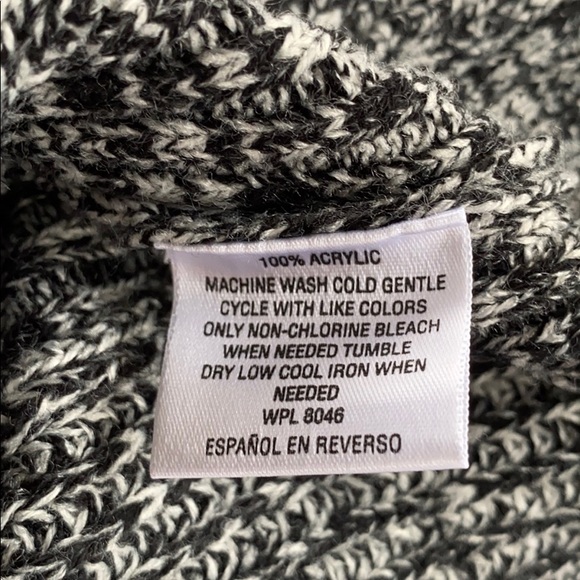 100% ACRYLIC
MACHINE WASH COLD GENTLE
CYCLE WITH LIKE COLORS
ONLY NON-CHLORINE BLEACH
WHEN NEEDED TUMBLE
DRY LOW COOL IRON WHEN
NEEDED
WPL 8046
ESPAÑOL EN REVERSO